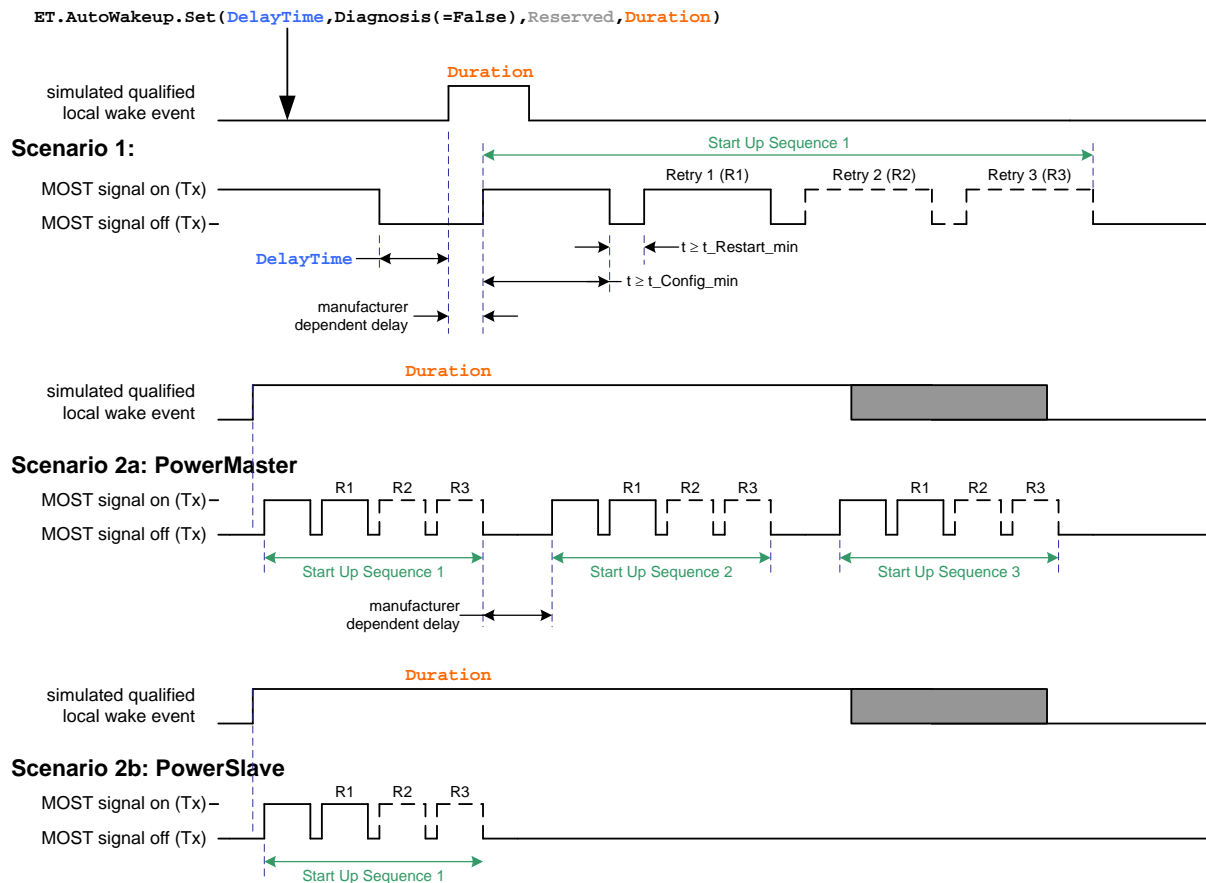 ET.AutoWakeup.Set(DelayTime,Diagnosis(=False),Reserved,Duration)
Duration
simulated qualified
local wake event
Scenario 1:
Start Up Sequence 1
MOST signal on (Tx)
Retry 1 (R1)
Retry 2 (R2)
Retry 3 (R3)
MOST signal off (Tx)
t ≥ t_Restart_min
DelayTime
t ≥ t_Config_min
manufacturer
dependent delay
Duration
simulated qualified
local wake event
Scenario 2a: PowerMaster
R1
R2
R3
R1
R2
R3
R1
R2
R3
MOST signal on (Tx)
MOST signal off (Tx)
Start Up Sequence 1
Start Up Sequence 2
Start Up Sequence 3
manufacturer
dependent delay
Duration
simulated qualified
local wake event
Scenario 2b: PowerSlave
R1
R2
R3
MOST signal on (Tx)
MOST signal off (Tx)
Start Up Sequence 1